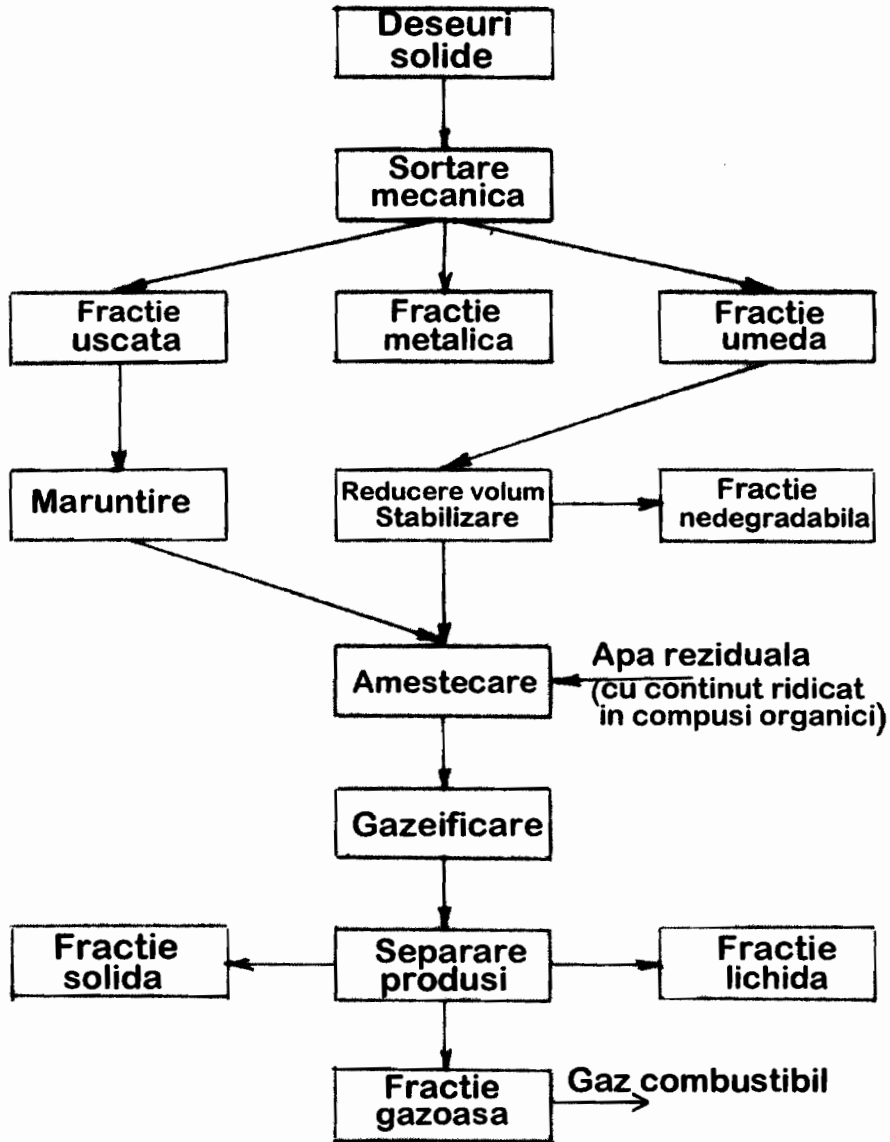 Deseuri
solide
Sortare
mecanica
Fractie
uscata
Fractie
metalica
Fractie
umeda
Maruntire
Reducere volum
Stabilizare
Fractie
nedegradabila
Amestecare
Apa reziduala
(cu continut ridicat
in compusi organici)
Gazeificare
Fractie
solida
Separare
produsi
Fractie
lichida
Fractie
gazoasa
Gaz combustibil